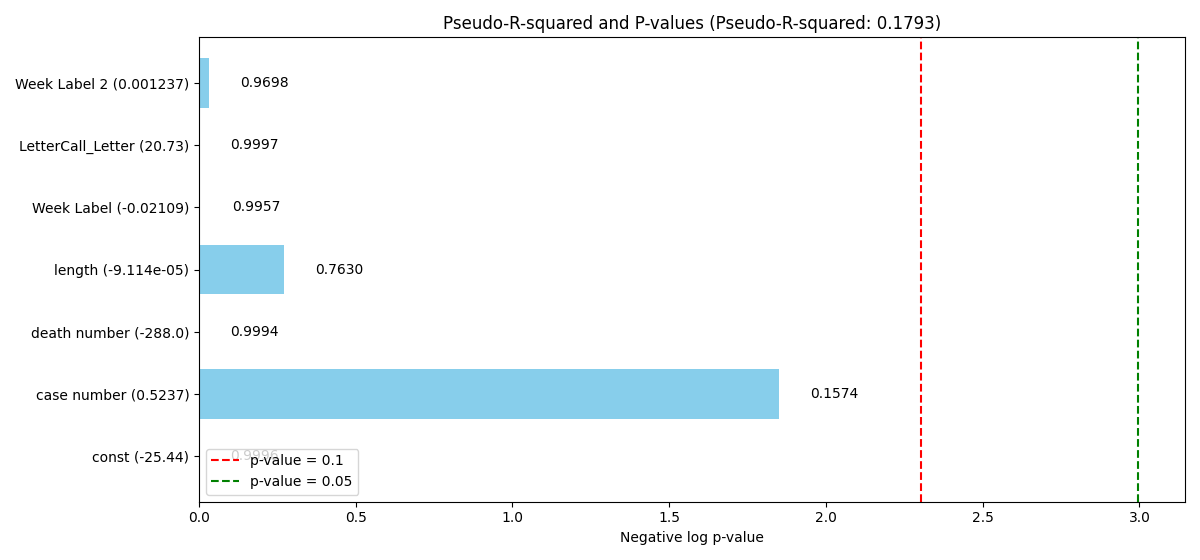 Pseudo-R-squared and P-values (Pseudo-R-squared: 0.1793)
Week Label 2 (0.001237)
0.9698
LetterCall_Letter (20.73)
0.9997
Week Label (-0.02109)
0.9957
length (-9.114e-05)
0.7630
death number (-288.0)
0.9994
case number (0.5237)
0.1574
const (-25.44)
0.9996
p-value = 0.1
p-value = 0.05
0.0 0.5 1.0 1.5 2.0 2.5 3.0
Negative log p-value